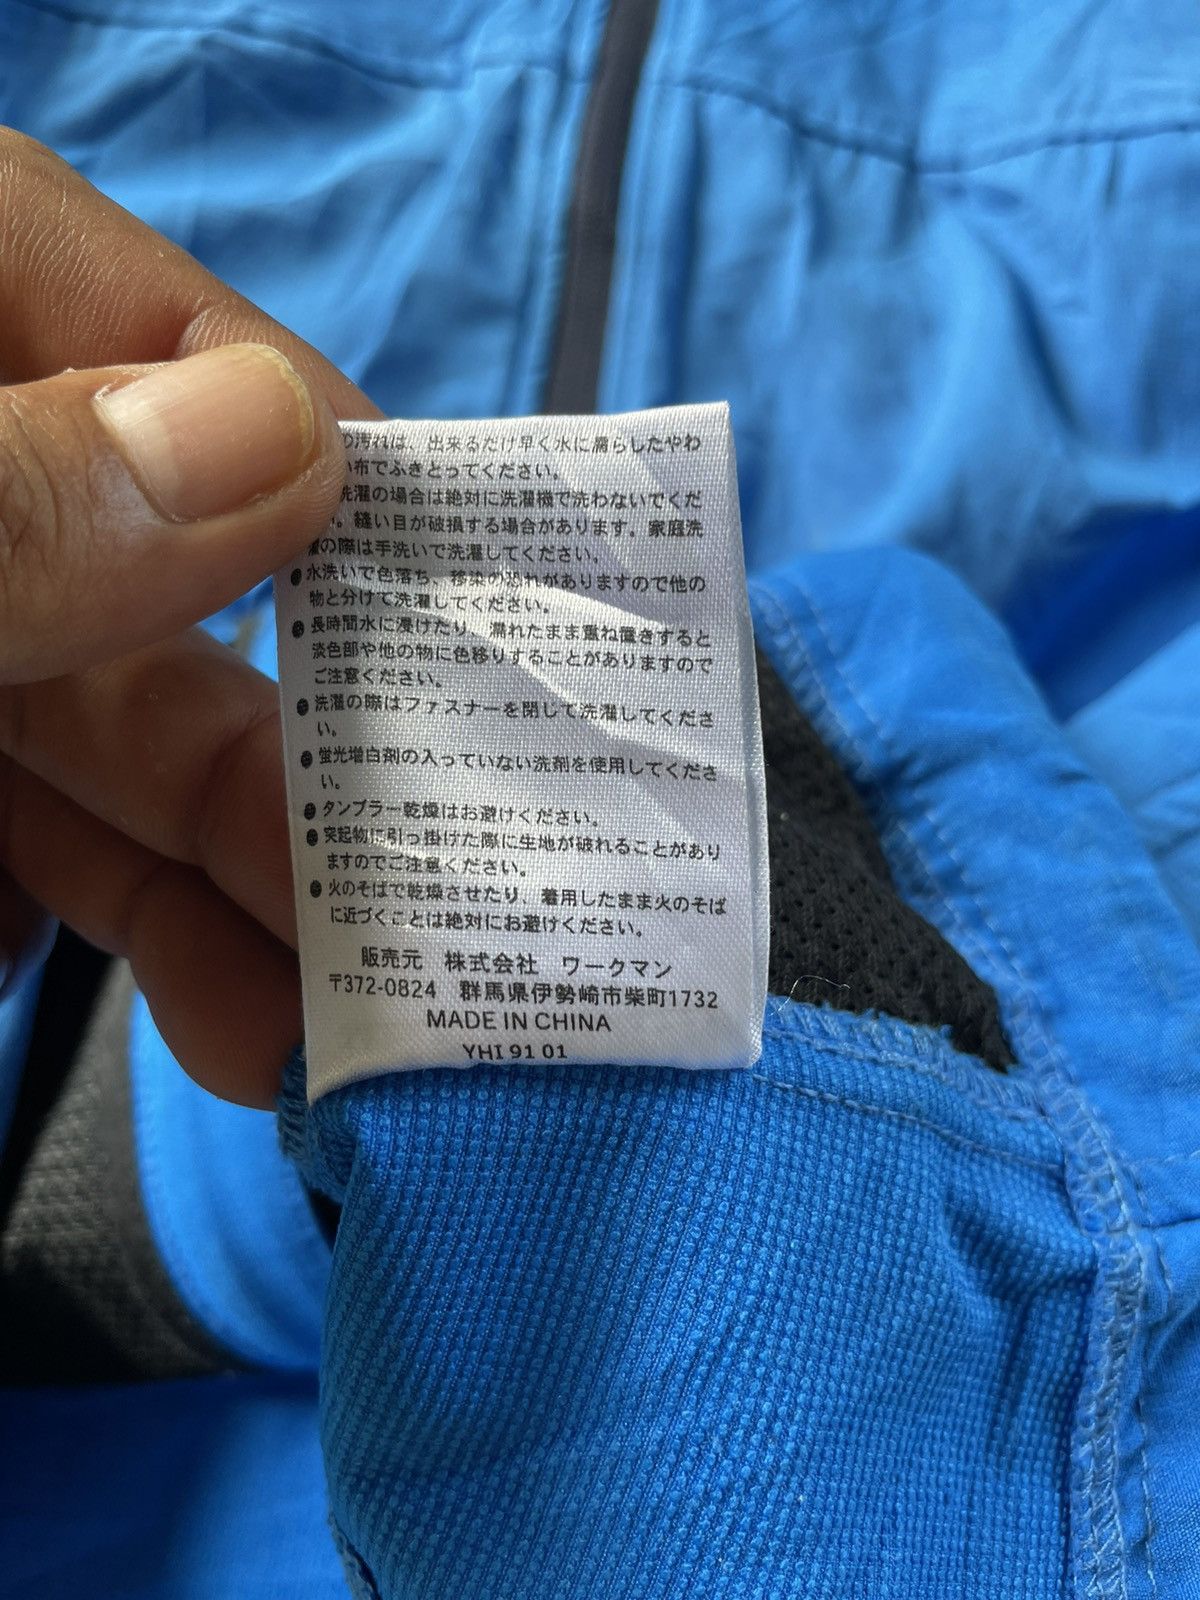 の汚れは、出来るだけ早く水に濡らしたやわ
い布でふきとってください。
洗濯の場合は絶対に洗濯機で洗わないでくだ
。縫い目が破損する場合があります。家庭洗
濯の際は手洗いで洗濯してください。
●水洗いで色落ち、移染の恐れがありますので他の
物と分けて洗濯してください。
●長時間水に浸けたり、濡れたまま重ね置きすると
淡色部や他の物に色移りすることがありますので
ご注意ください。
●洗濯の際はファスナーを閉じて洗濯してくださ
い。
●蛍光増白剤の入っていない洗剤を使用してくださ
い。
●タンブラー乾燥はお避けください。
●突起物に引っ掛けた際に生地が破れることがあり
ますのでご注意ください。
●火のそばで乾燥させたり、着用したまま火のそば
に近づくことは絶対にお避けください。
販売元 株式会社 ワークマン
〒372-0824 群馬県伊勢崎市柴町1732
MADE IN CHINA
YHI 91 01